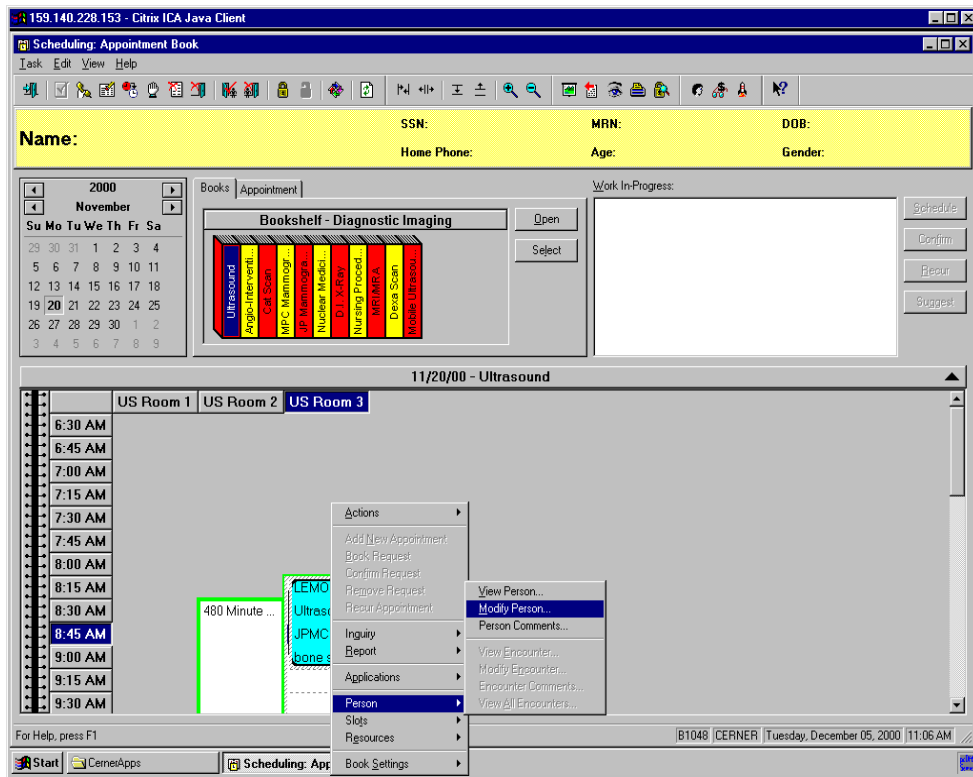 159.140.228.153 - Citrix ICA Java Client
Scheduling: Appointment Book
Task Edit View Help
Name:
SSN: MRN: DOB:
Home Phone: Age: Gender:
2000
November
Su Mo Tu We Th Fr Sa
29 30 31 1 2 3 4
5 6 7 8 9 10 11
12 13 14 15 16 17 18
19 20 21 22 23 24 25
26 27 28 29 30 1 2
3 4 5 6 7 8 9
Books Appointment
Bookshelf - Diagnostic Imaging
Ultrasound
Angio-Interventi...
Cat Scan
MPC Mammogr...
JP Mammogra...
Nuclear Medici...
D.I. X-Ray
Nursing Proced...
MRI/MRA
Dexa Scan
Mobile Ultrasou...
Open
Select
Work In-Progress:
Schedule
Confirm
Recur
Suggest
11/20/00 - Ultrasound
US Room 1 US Room 2 US Room 3
6:30 AM
6:45 AM
7:00 AM
7:15 AM
7:30 AM
7:45 AM
8:00 AM
8:15 AM
8:30 AM
8:45 AM
9:00 AM
9:15 AM
9:30 AM
480 Minute ...
LEMO
Ultraso
JPMC
bone s
Actions
Add New Appointment
Book Request
Confirm Request
Remove Request
Recur Appointment
Inquiry
Report
Applications
Person
Slots
Resources
Book Settings
View Person...
Modify Person...
Person Comments...
View Encounter...
Modify Encounter...
Encounter Comments...
View All Encounters...
For Help, press F1
B1048 CERNER Tuesday, December 05, 2000 11:06 AM
Start CernerApps Scheduling: App